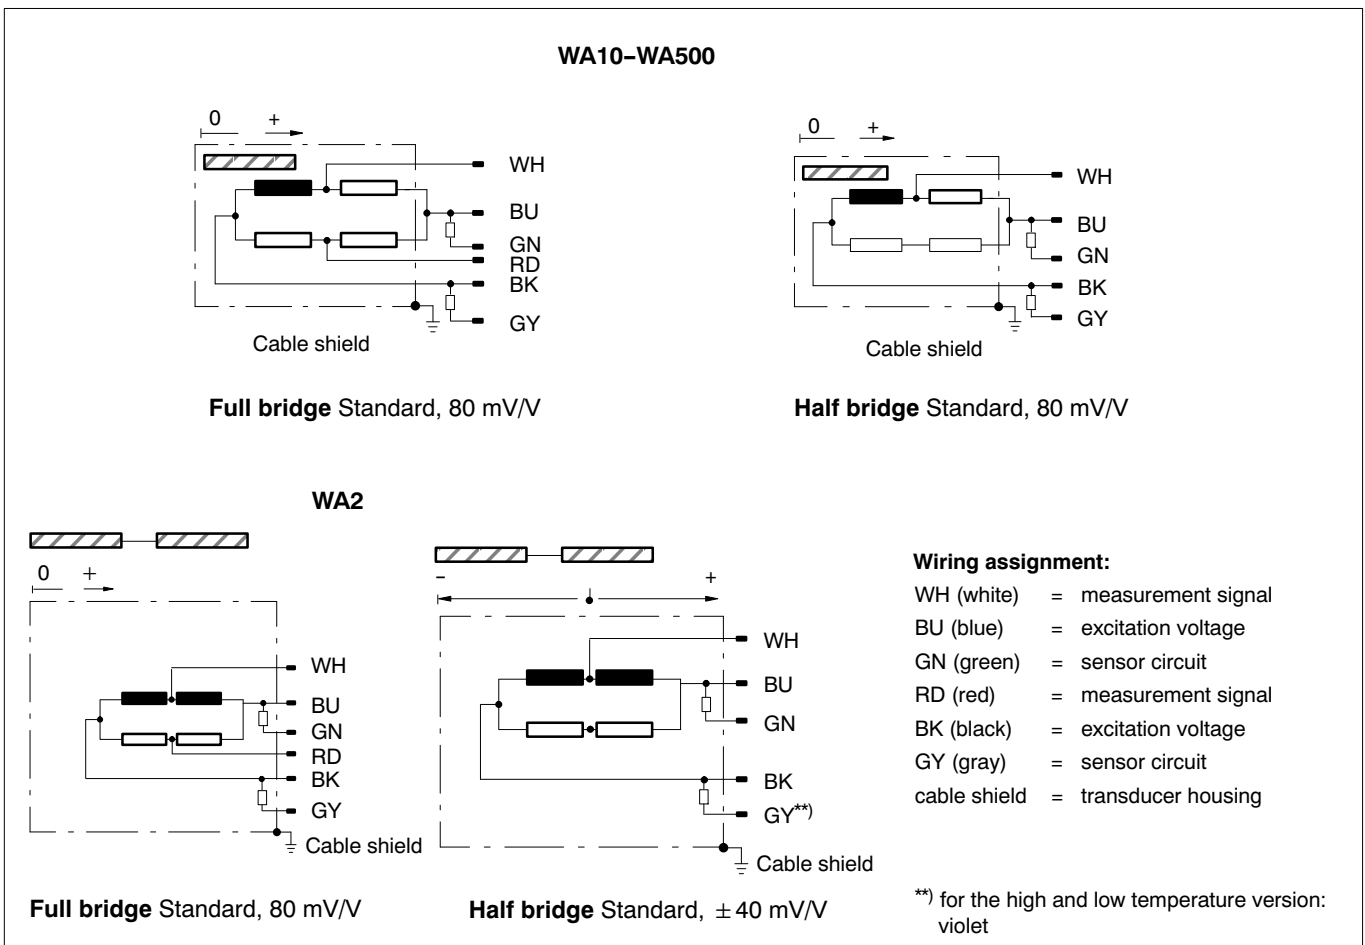 WA10-WA500
0 +
WH
BU
GN
RD
BK
GY
Cable shield
Full bridge Standard, 80 mV/V
0 +
WH
BU
GN
BK
GY
Cable shield
Half bridge Standard, 80 mV/V
WA2
0 +
WH
BU
GN
RD
BK
GY
Cable shield
Full bridge Standard, 80 mV/V
- +
WH
BU
GN
BK
GY**)
Cable shield
Half bridge Standard, ±40 mV/V
Wiring assignment:
WH (white) = measurement signal
BU (blue) = excitation voltage
GN (green) = sensor circuit
RD (red) = measurement signal
BK (black) = excitation voltage
GY (gray) = sensor circuit
cable shield = transducer housing
**) for the high and low temperature version:
violet